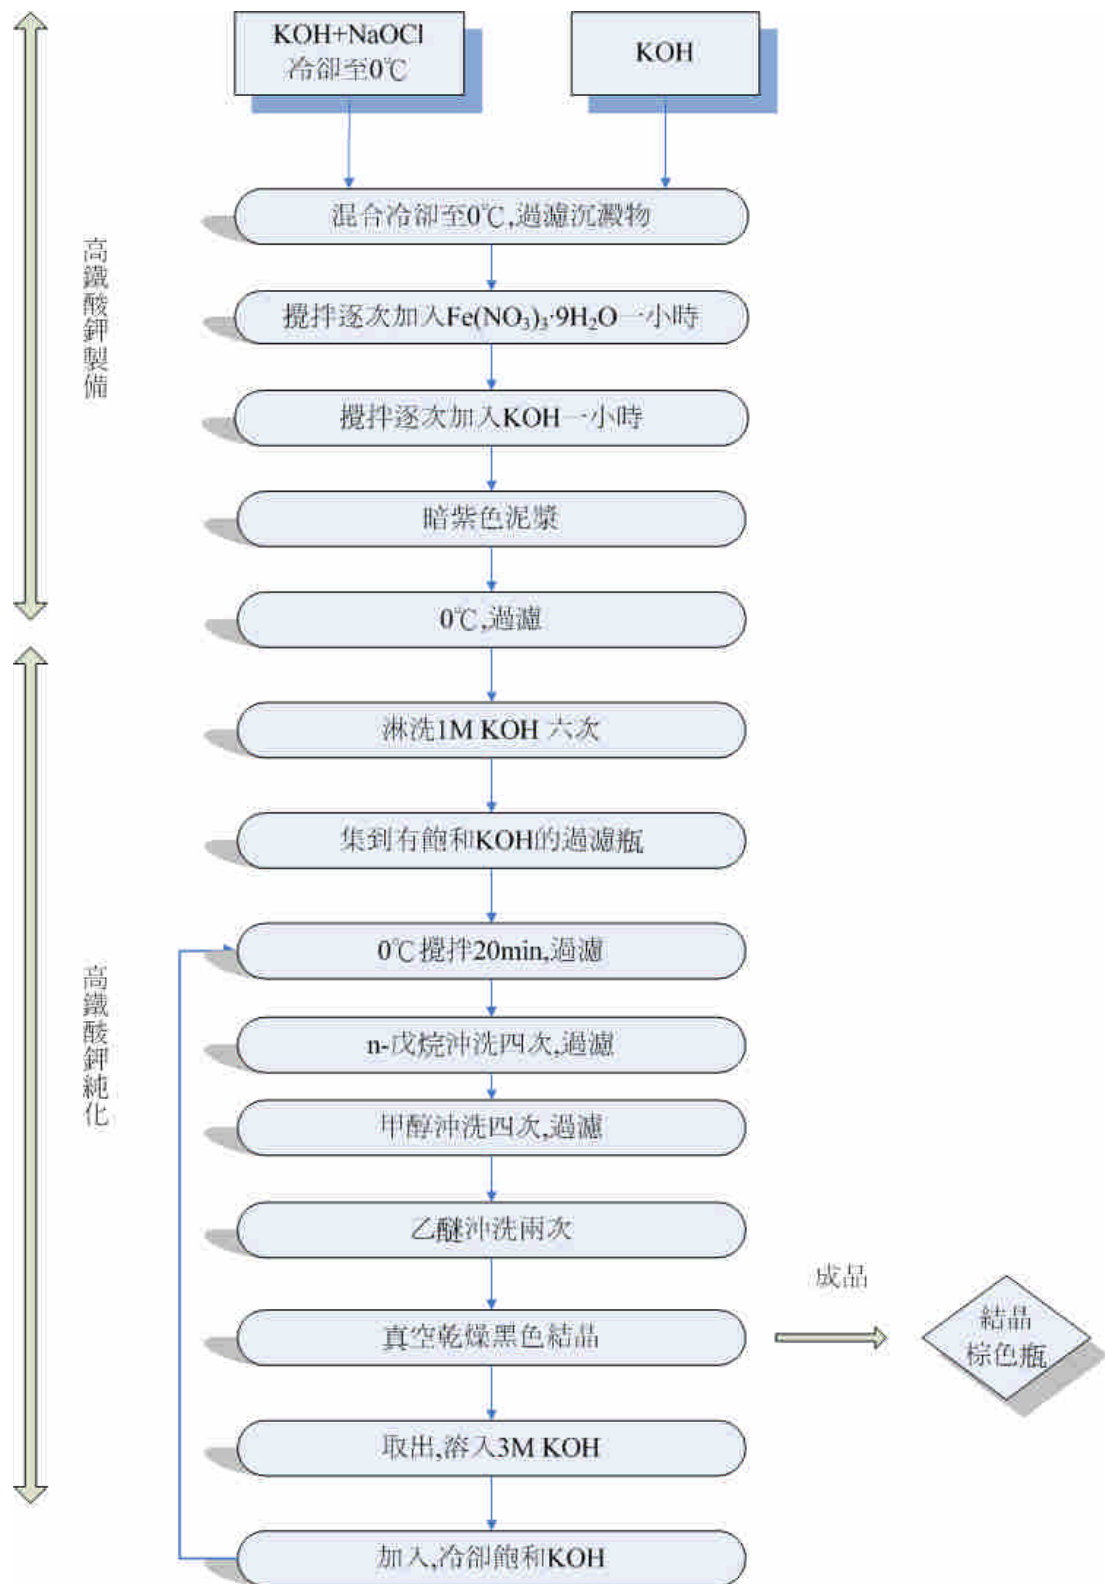 KOH+NaOCl
冷卻至0℃
KOH
混合冷卻至0℃,過濾沉澱物
攪拌逐次加入Fe(NO₃)₃·9H₂O一小時
攪拌逐次加入KOH一小時
暗紫色泥漿
0℃,過濾
高鐵酸鉀製備
淋洗1M KOH 六次
集到有飽和KOH的過濾瓶
0℃攪拌20min,過濾
n-戊烷沖洗四次,過濾
甲醇沖洗四次,過濾
乙醚沖洗兩次
真空乾燥黑色結晶
成品
結晶
棕色瓶
取出,溶入3M KOH
加入,冷卻飽和KOH
高鐵酸鉀純化